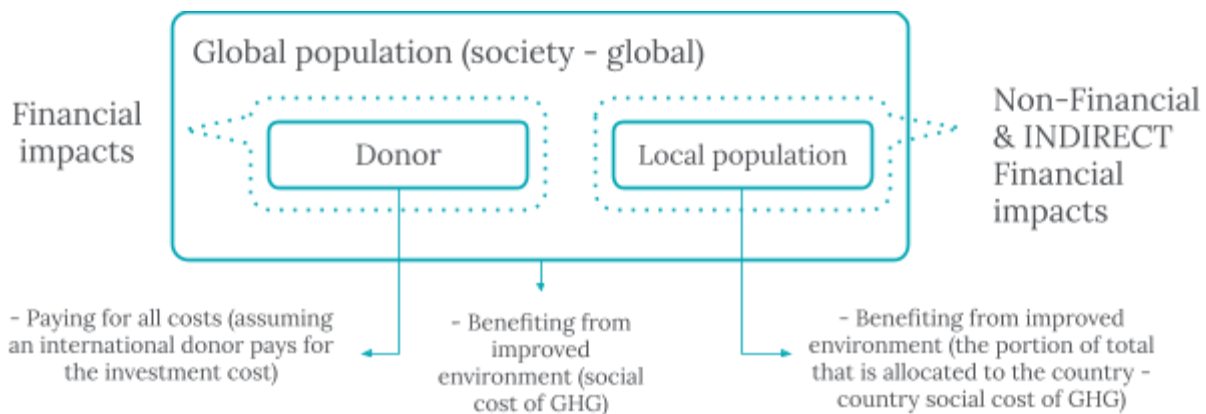 Global population (society - global)
Financial
impacts
Donor
Local population
Non-Financial
& INDIRECT
Financial
impacts
- Paying for all costs (assuming
an international donor pays for
the investment cost)
- Benefiting from
improved
environment (social
cost of GHG)
- Benefiting from improved
environment (the portion of total
that is allocated to the country -
country social cost of GHG)